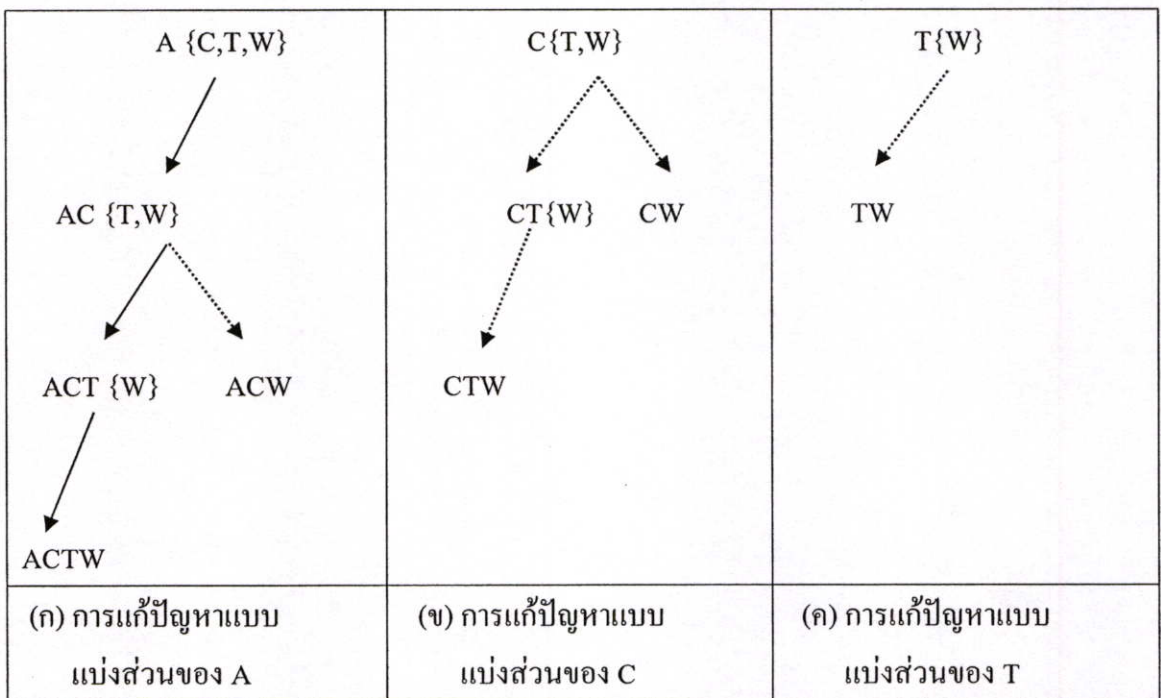 A {C,T,W}
AC {T,W}
ACT {W} ACW
ACTW
(ก) การแก้ปัญหาแบบ
แบ่งส่วนของ A
C{T,W}
CT{W} CW
CTW
(ข) การแก้ปัญหาแบบ
แบ่งส่วนของ C
T{W}
TW
(ค) การแก้ปัญหาแบบ
แบ่งส่วนของ T